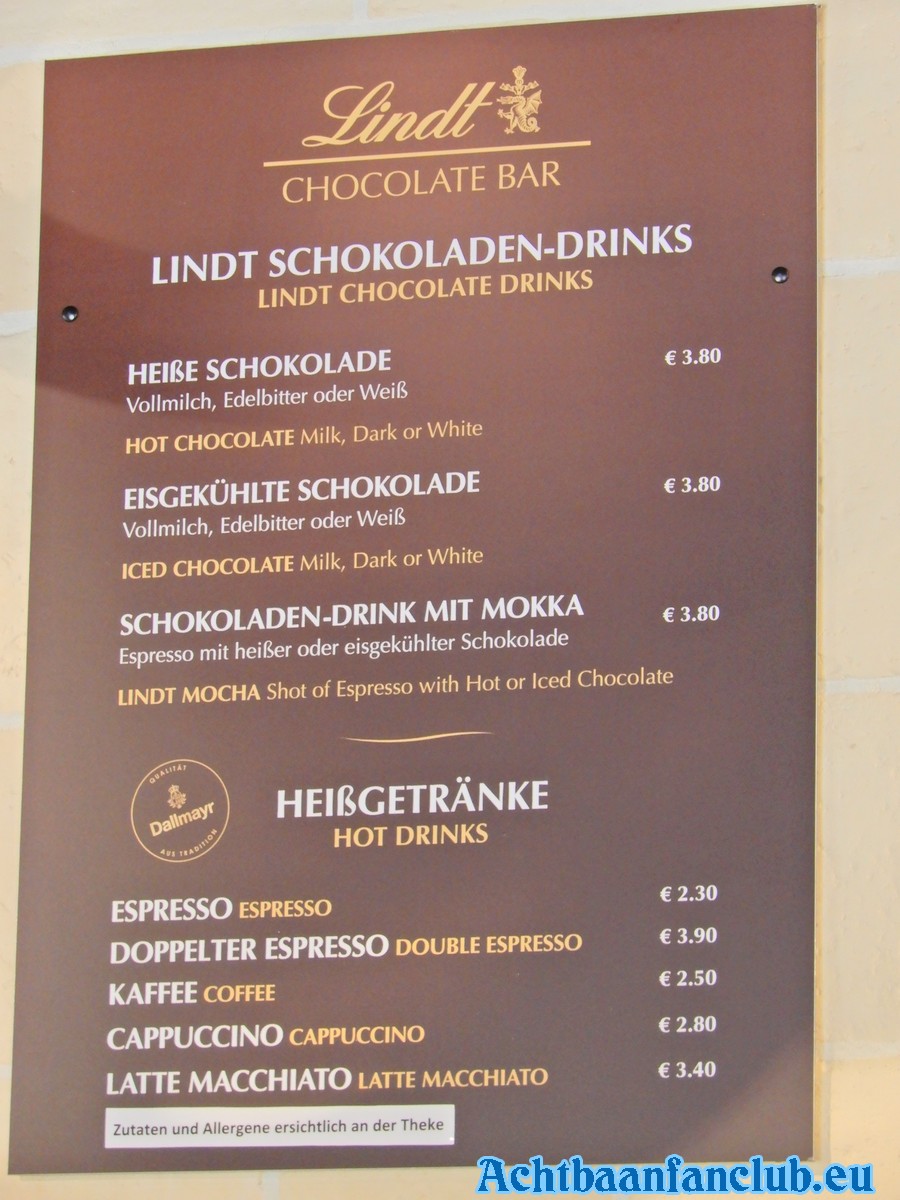 Lindt
CHOCOLATE BAR
LINDT SCHOKOLADEN-DRINKS
LINDT CHOCOLATE DRINKS
HEIßE SCHOKOLADE € 3.80
Vollmilch, Edelbitter oder Weiß
HOT CHOCOLATE Milk, Dark or White
EISGEKÜHLTE SCHOKOLADE € 3.80
Vollmilch, Edelbitter oder Weiß
ICED CHOCOLATE Milk, Dark or White
SCHOKOLADEN-DRINK MIT MOKKA € 3.80
Espresso mit heißer oder eisgekühlter Schokolade
LINDT MOCHA Shot of Espresso with Hot or Iced Chocolate
QUALITÄT
Dallmayr
AUS TRADITION
HEIßGETRÄNKE
HOT DRINKS
ESPRESSO ESPRESSO € 2.30
DOPPELTER ESPRESSO DOUBLE ESPRESSO € 3.90
KAFFEE COFFEE € 2.50
CAPPUCCINO CAPPUCCINO € 2.80
LATTE MACCHIATO LATTE MACCHIATO € 3.40
Zutaten und Allergene ersichtlich an der Theke
Achtbaanfanclub.eu